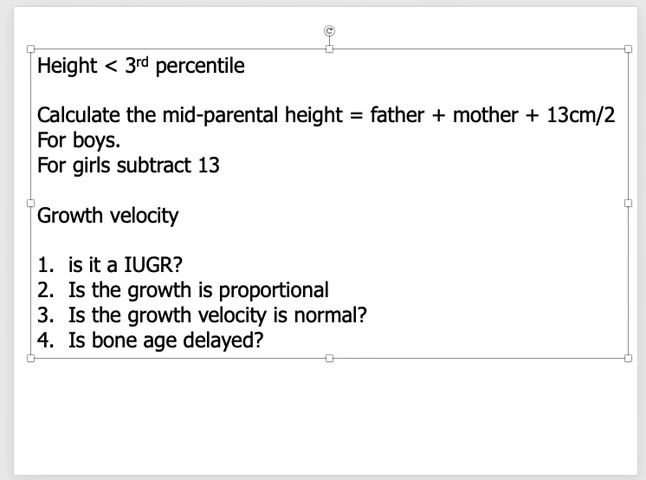 Height < 3rd percentile
Calculate the mid-parental height = father + mother + 13cm/2
For boys.
For girls subtract 13
Growth velocity
1. is it a IUGR?
2. Is the growth is proportional
3. Is the growth velocity is normal?
4. Is bone age delayed?